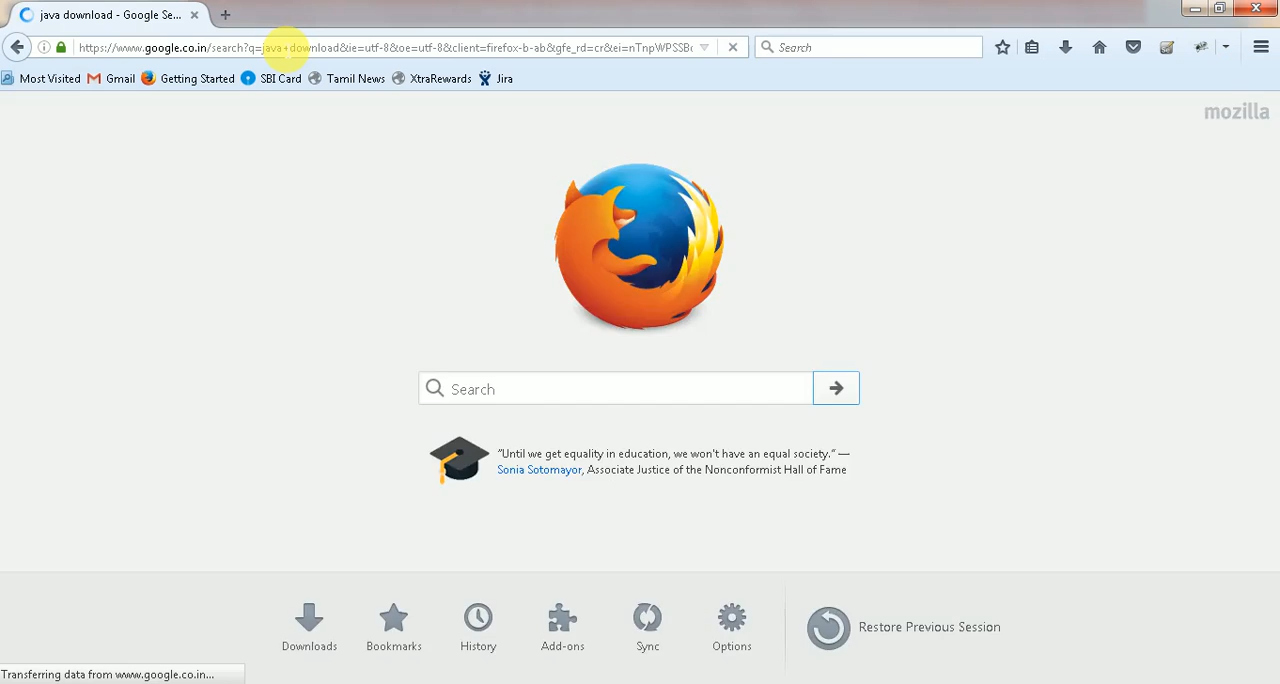 java download - Google Se...
https://www.google.co.in/search?q=java+download&ie=utf-8&oe=utf-8&client=firefox-b-ab&gfe_rd=cr&ei=nTnpWPSSB
Search
Most Visited Gmail Getting Started SBI Card Tamil News XtraRewards Jira
mozilla
Search
“Until we get equality in education, we won't have an equal society.” —
Sonia Sotomayor, Associate Justice of the Nonconformist Hall of Fame
Downloads Bookmarks History Add-ons Sync Options Restore Previous Session
Transferring data from www.google.co.in...